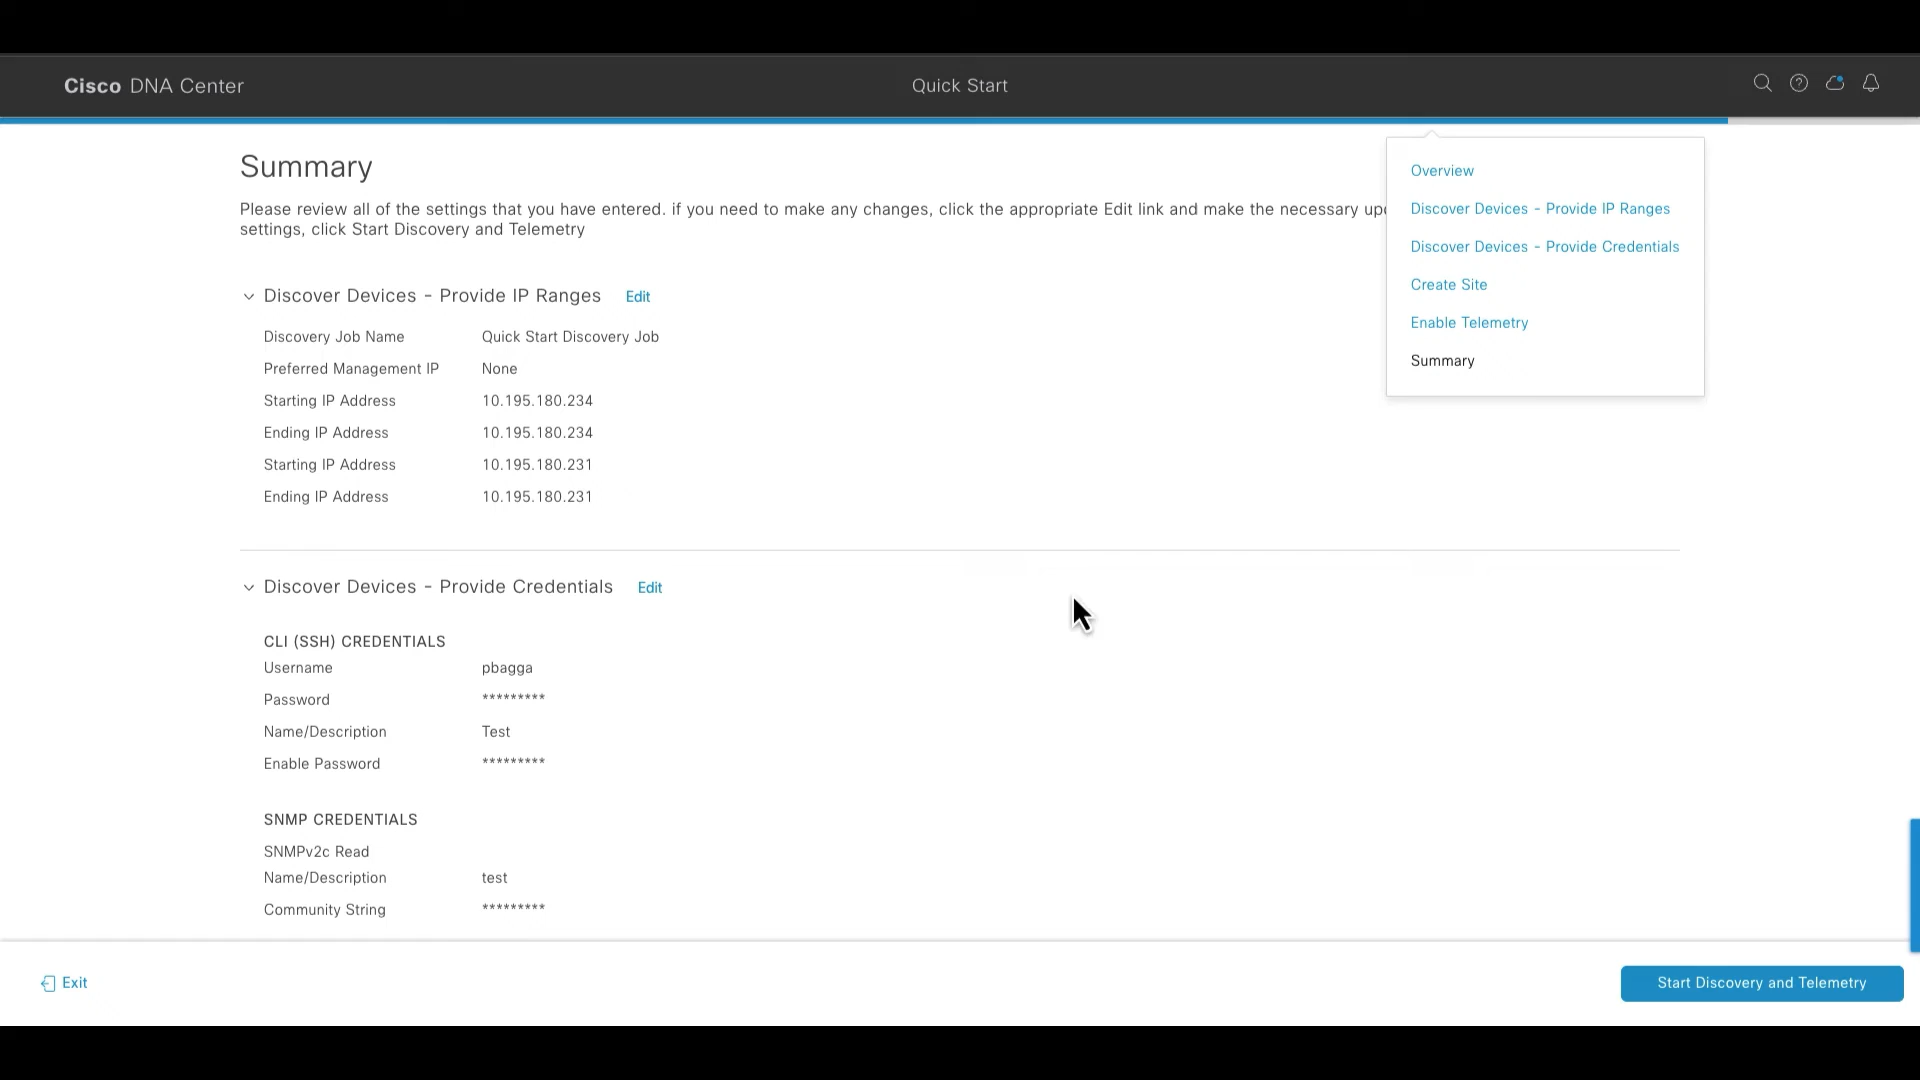 Cisco DNA Center
Quick Start
Summary
Please review all of the settings that you have entered. if you need to make any changes, click the appropriate Edit link and make the necessary
settings, click Start Discovery and Telemetry
Overview
Discover Devices - Provide IP Ranges
Discover Devices - Provide Credentials
Create Site
Enable Telemetry
Summary
Discover Devices - Provide IP Ranges Edit
Discovery Job Name Quick Start Discovery Job
Preferred Management IP None
Starting IP Address 10.195.180.234
Ending IP Address 10.195.180.234
Starting IP Address 10.195.180.231
Ending IP Address 10.195.180.231
Discover Devices - Provide Credentials Edit
CLI (SSH) CREDENTIALS
Username pbagga
Password *********
Name/Description Test
Enable Password *********
SNMP CREDENTIALS
SNMPv2c Read
Name/Description test
Community String *********
Exit
Start Discovery and Telemetry